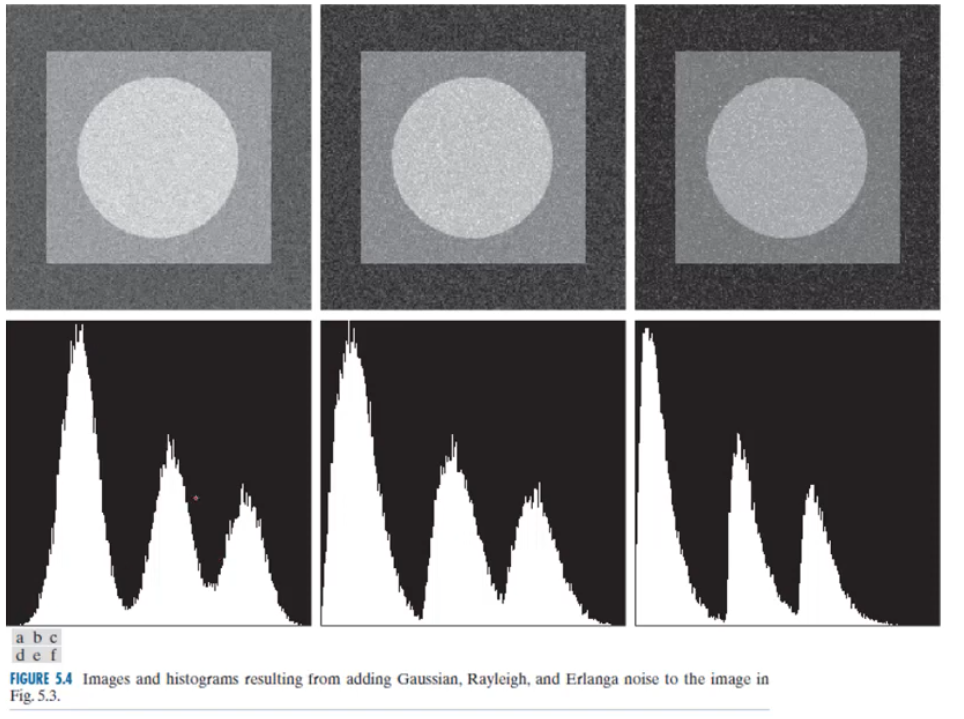 a b c
d e f
FIGURE 5.4 Images and histograms resulting from adding Gaussian, Rayleigh, and Erlanga noise to the image in
Fig. 5.3.